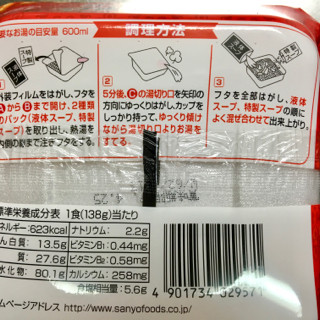 要なお湯の目安量 600ml
調理方法
1
2
3
特製スープ
外装フィルムをはがし、フタを
から まで開け、2種類
のパック(液体スープ、特製
スープ)を取り出し、熱湯を
内側の線まで注ぎフタをする。
5分後、Cの湯切り口を矢印の
方向にゆっくりはがし、カップを
しっかり持って、ゆっくり傾け
ながら湯切り口よりお湯をす
てる。
フタを全部はがし、液体
スープ、特製スープの順に
よく混ぜ合わせて出来上がり。
4.25
標準栄養成分表 1食(138g)当たり
エネルギー 623kcal ナトリウム 2.2g
たん白質 13.5g ビタミンB1 0.44mg
質 27.6g ビタミンB2 0.58mg
水化物 80.1g カルシウム 258mg
食塩相当量:5.6g
ームページアドレス http://www.sanyofoods.co.jp
4 901734 029571